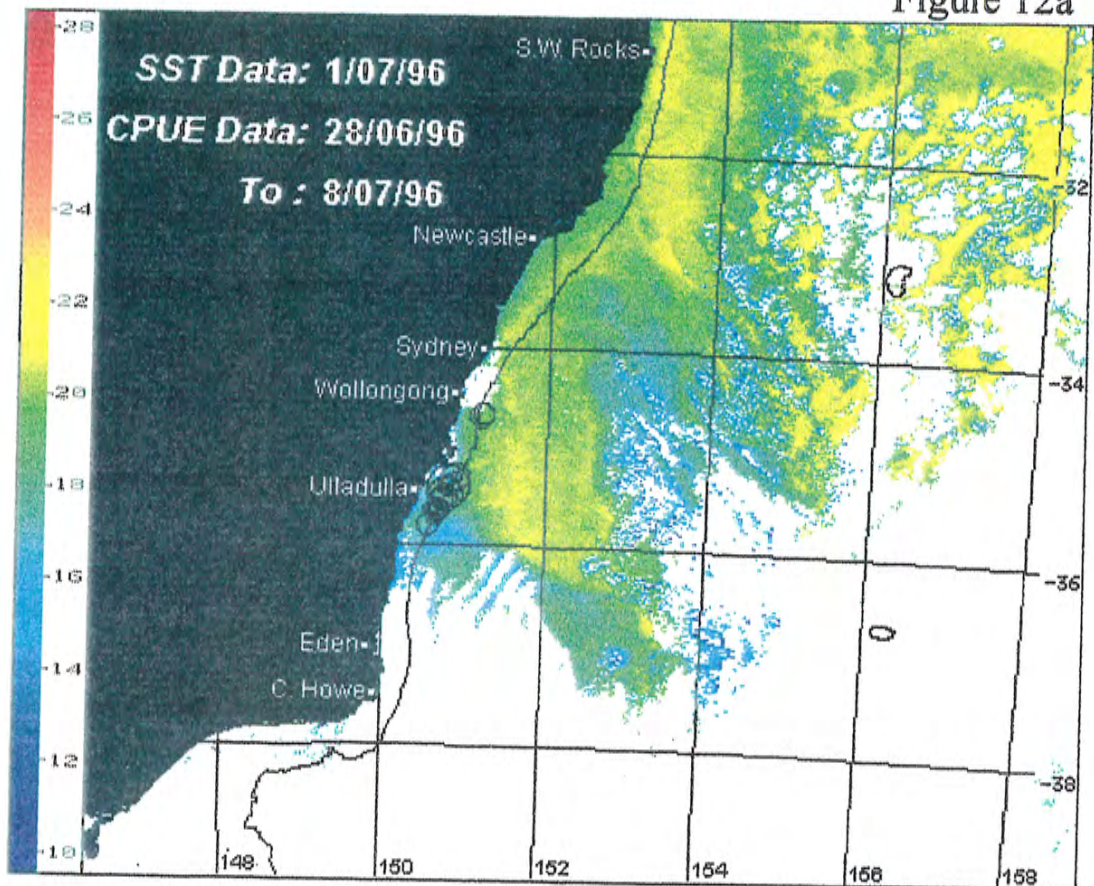 Figure 12a
SST Data: 1/07/96
CPUE Data: 28/06/96
To : 8/07/96
S.W. Rocks
Newcastle
Sydney
Wollongong
Ulladulla
Eden
C. Howe
-28
-26
-24
-22
-20
-18
-16
-14
-12
-10
-32
-34
-36
-38
148
150
152
154
156
158